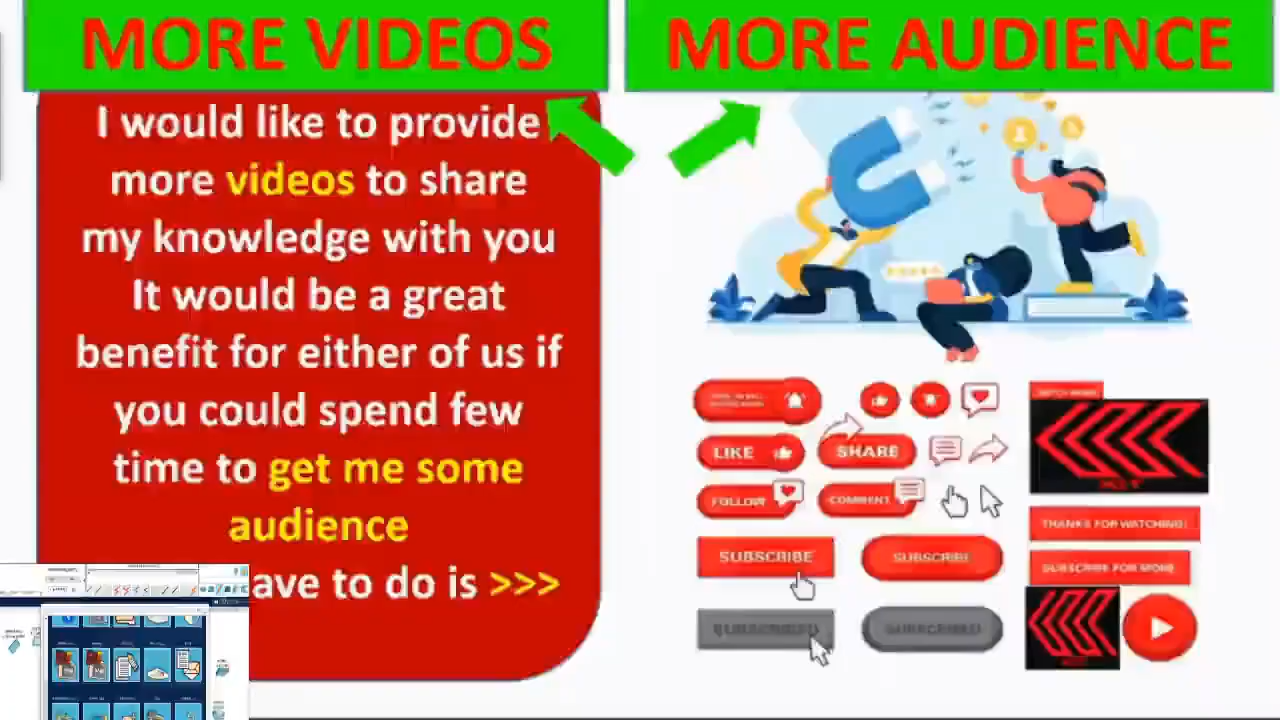 MORE VIDEOS
MORE AUDIENCE
I would like to provide
more videos to share
my knowledge with you
It would be a great
benefit for either of us if
you could spend few
time to get me some
audience
ave to do is >>>
LIKE
SHARE
FOLLOW
COMMENT
THANKS FOR WATCHING!
SUBSCRIBE
SUBSCRIBE
SUBSCRIBE FOR MORE
SUBSCRIBED
SUBSCRIBED